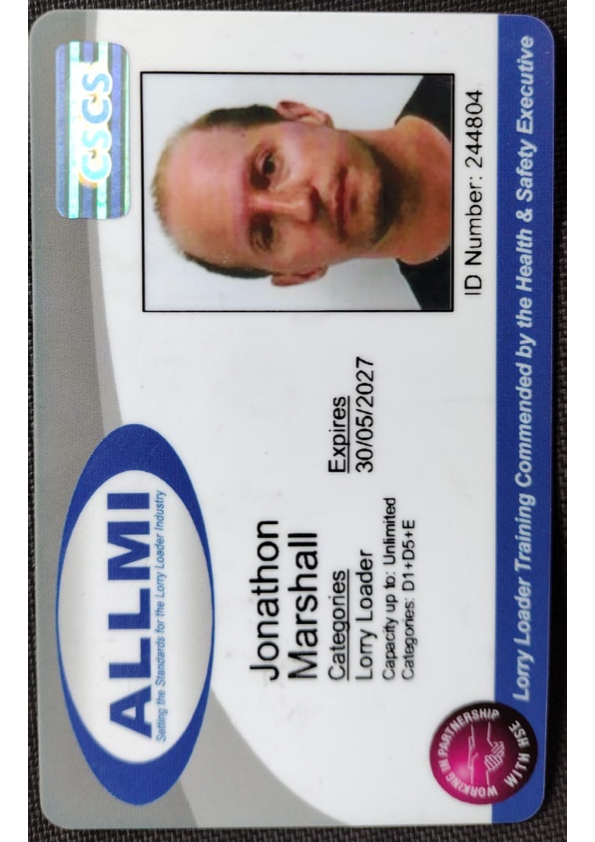 ALLMI
Setting the Standards for the Lorry Loader Industry
CSCS
Jonathon
Marshall
Categories
Lorry Loader
Capacity up to: Unlimited
Categories: D1+D5+E
Expires
30/05/2027
ID Number: 244804
WORKING IN PARTNERSHIP
WITH HSE
Lorry Loader Training Commended by the Health & Safety Executive